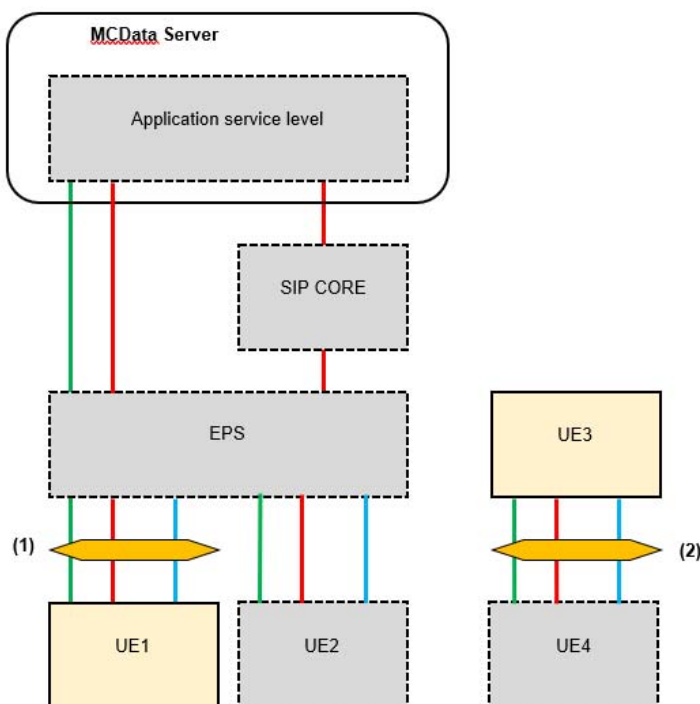 MCData Server
Application service level
SIP CORE
EPS
UE3
(1)
(2)
UE1
UE2
UE4